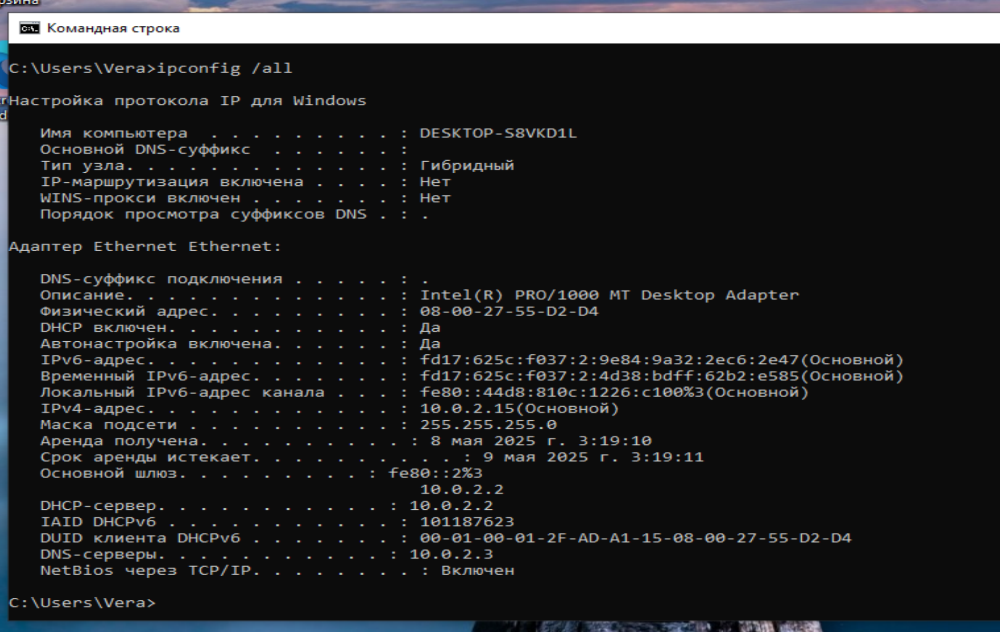 Командная строка
C:\Users\Vera>ipconfig /all
Настройка протокола IP для Windows
Имя компьютера  . . . . . . . . . : DESKTOP-S8VKD1L
Основной DNS-суффикс  . . . . . . :
Тип узла. . . . . . . . . . . . . : Гибридный
IP-маршрутизация включена . . . . : Нет
WINS-прокси включен . . . . . . . : Нет
Порядок просмотра суффиксов DNS . : .
Адаптер Ethernet Ethernet:
DNS-суффикс подключения . . . . . : .
Описание. . . . . . . . . . . . . : Intel(R) PRO/1000 MT Desktop Adapter
Физический адрес. . . . . . . . . : 08-00-27-55-D2-D4
DHCP включен. . . . . . . . . . . : Да
Автонастройка включена. . . . . . : Да
IPv6-адрес. . . . . . . . . . . . : fd17:625c:f037:2:9e84:9a32:2ec6:2e47(Основной)
Временный IPv6-адрес. . . . . . . : fd17:625c:f037:2:4d38:bdff:62b2:e585(Основной)
Локальный IPv6-адрес канала . . . : fe80::44d8:810c:1226:c100%3(Основной)
IPv4-адрес. . . . . . . . . . . . : 10.0.2.15(Основной)
Маска подсети . . . . . . . . . . : 255.255.255.0
Аренда получена. . . . . . . . . . . : 8 мая 2025 г. 3:19:10
Срок аренды истекает. . . . . . . . . . : 9 мая 2025 г. 3:19:11
Основной шлюз. . . . . . . . . : fe80::2%3
10.0.2.2
DHCP-сервер. . . . . . . . . . . : 10.0.2.2
IAID DHCPv6 . . . . . . . . . . . : 101187623
DUID клиента DHCPv6 . . . . . . . : 00-01-00-01-2F-AD-A1-15-08-00-27-55-D2-D4
DNS-серверы. . . . . . . . . . . : 10.0.2.3
NetBios через TCP/IP. . . . . . . . : Включен
C:\Users\Vera>